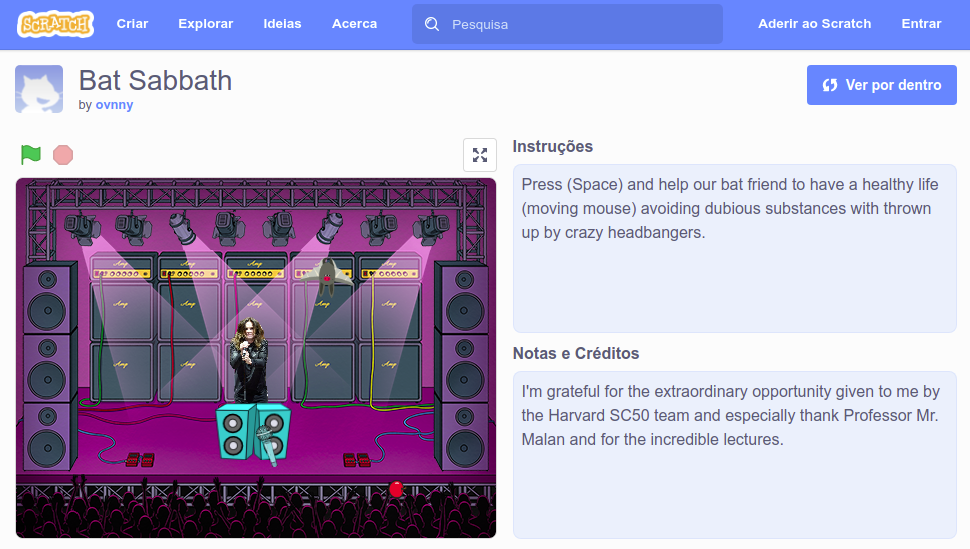 SCRATCH
Criar
Explorar
Ideias
Acerca
Pesquisa
Aderir ao Scratch
Entrar
Bat Sabbath
by ovnny
Ver por dentro
Instruções
Press (Space) and help our bat friend to have a healthy life
(moving mouse) avoiding dubious substances with thrown
up by crazy headbangers.
Amp Amp Amp Amp Amp
Amp Amp Amp Amp
Amp Amp Amp Amp
Notas e Créditos
I'm grateful for the extraordinary opportunity given to me by
the Harvard SC50 team and especially thank Professor Mr.
Malan and for the incredible lectures.